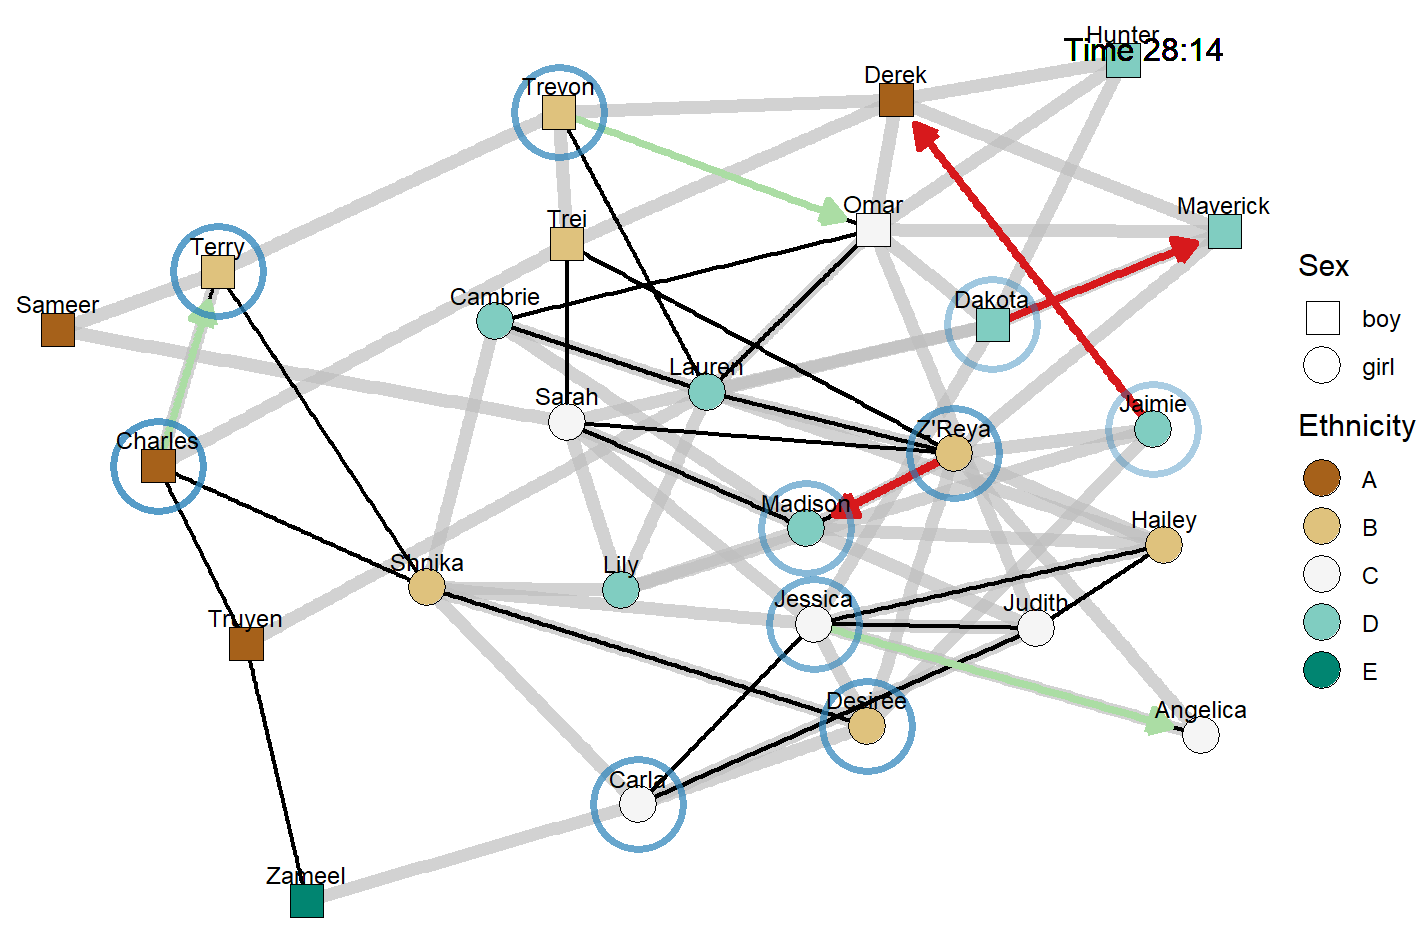 Hunter
Time 28:14
Derek
Trevon
Omar
Maverick
Trei
Terry
Sameer
Cambrie
Dakota
Lauren
Sarah
Jaimie
Z'Reya
Charles
Madison
Hailey
Shnika
Lily
Jessica
Judith
Truyen
Desiree
Angelica
Carla
Zameel
Sex
boy
girl
Ethnicity
A
B
C
D
E